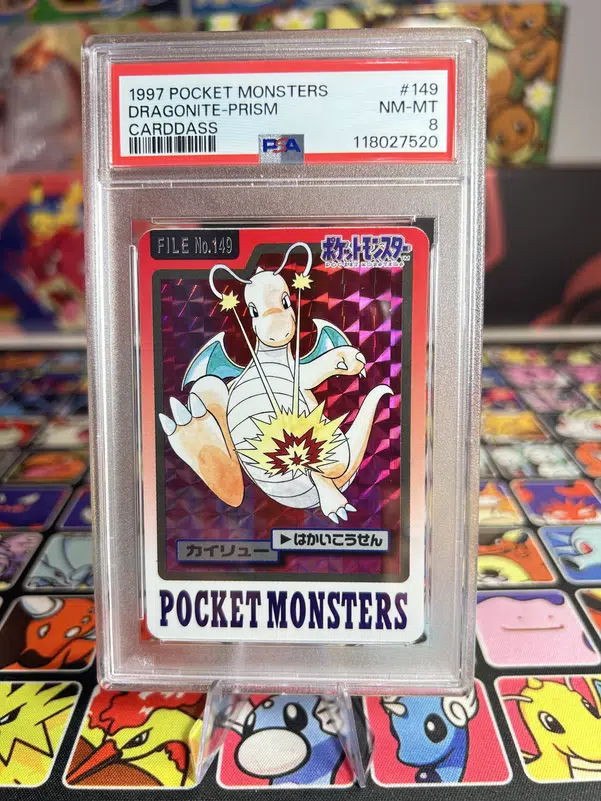 1997 POCKET MONSTERS #149
DRAGONITE-PRISM NM-MT
CARDDASS 8
PSA 118027520
FILE No.149
ポケットモンスター
TM
カイリュー
▶はかいこうせん
POCKET MONSTERS